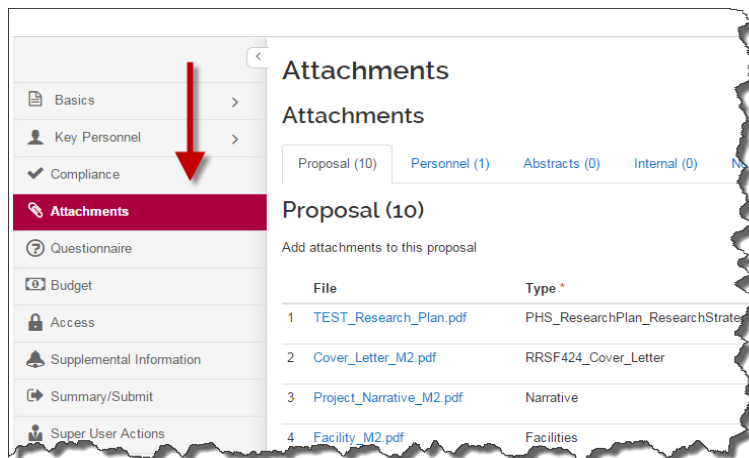 Basics
Key Personnel
Compliance
Attachments
Questionnaire
Budget
Access
Supplemental Information
Summary/Submit
Super User Actions
Attachments
Attachments
Proposal (10) Personnel (1) Abstracts (0) Internal (0)
Proposal (10)
Add attachments to this proposal
File Type *
1 TEST_Research_Plan.pdf PHS_ResearchPlan_ResearchStrate
2 Cover_Letter_M2.pdf RRSF424_Cover_Letter
3 Project_Narrative_M2.pdf Narrative
4 Facility_M2.pdf Facilities